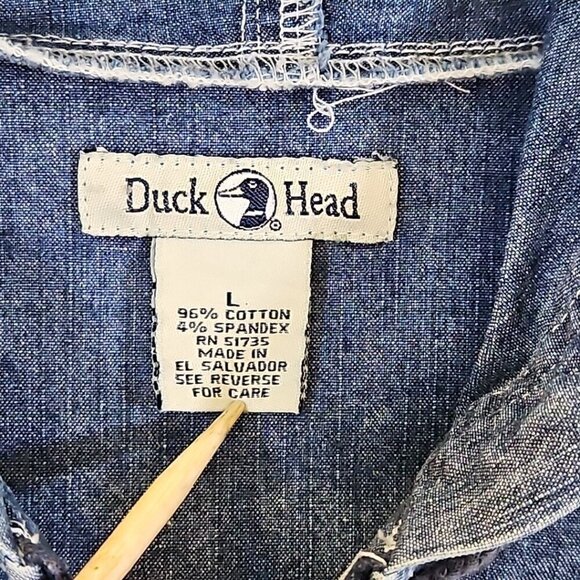 Duck Head
®
L
96% COTTON
4% SPANDEX
RN 51735
MADE IN
EL SALVADOR
SEE REVERSE
FOR CARE